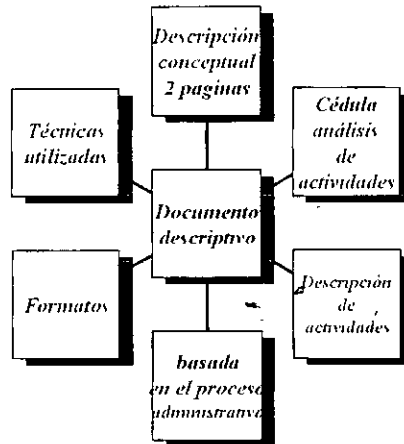 Descripción
conceptual
2 paginas
Técnicas
utilizadas
Cédula
análisis
de
actividades
Documento
descriptivo
Formatos
Descripción
de
actividades
basada
en el proceso
administrativo